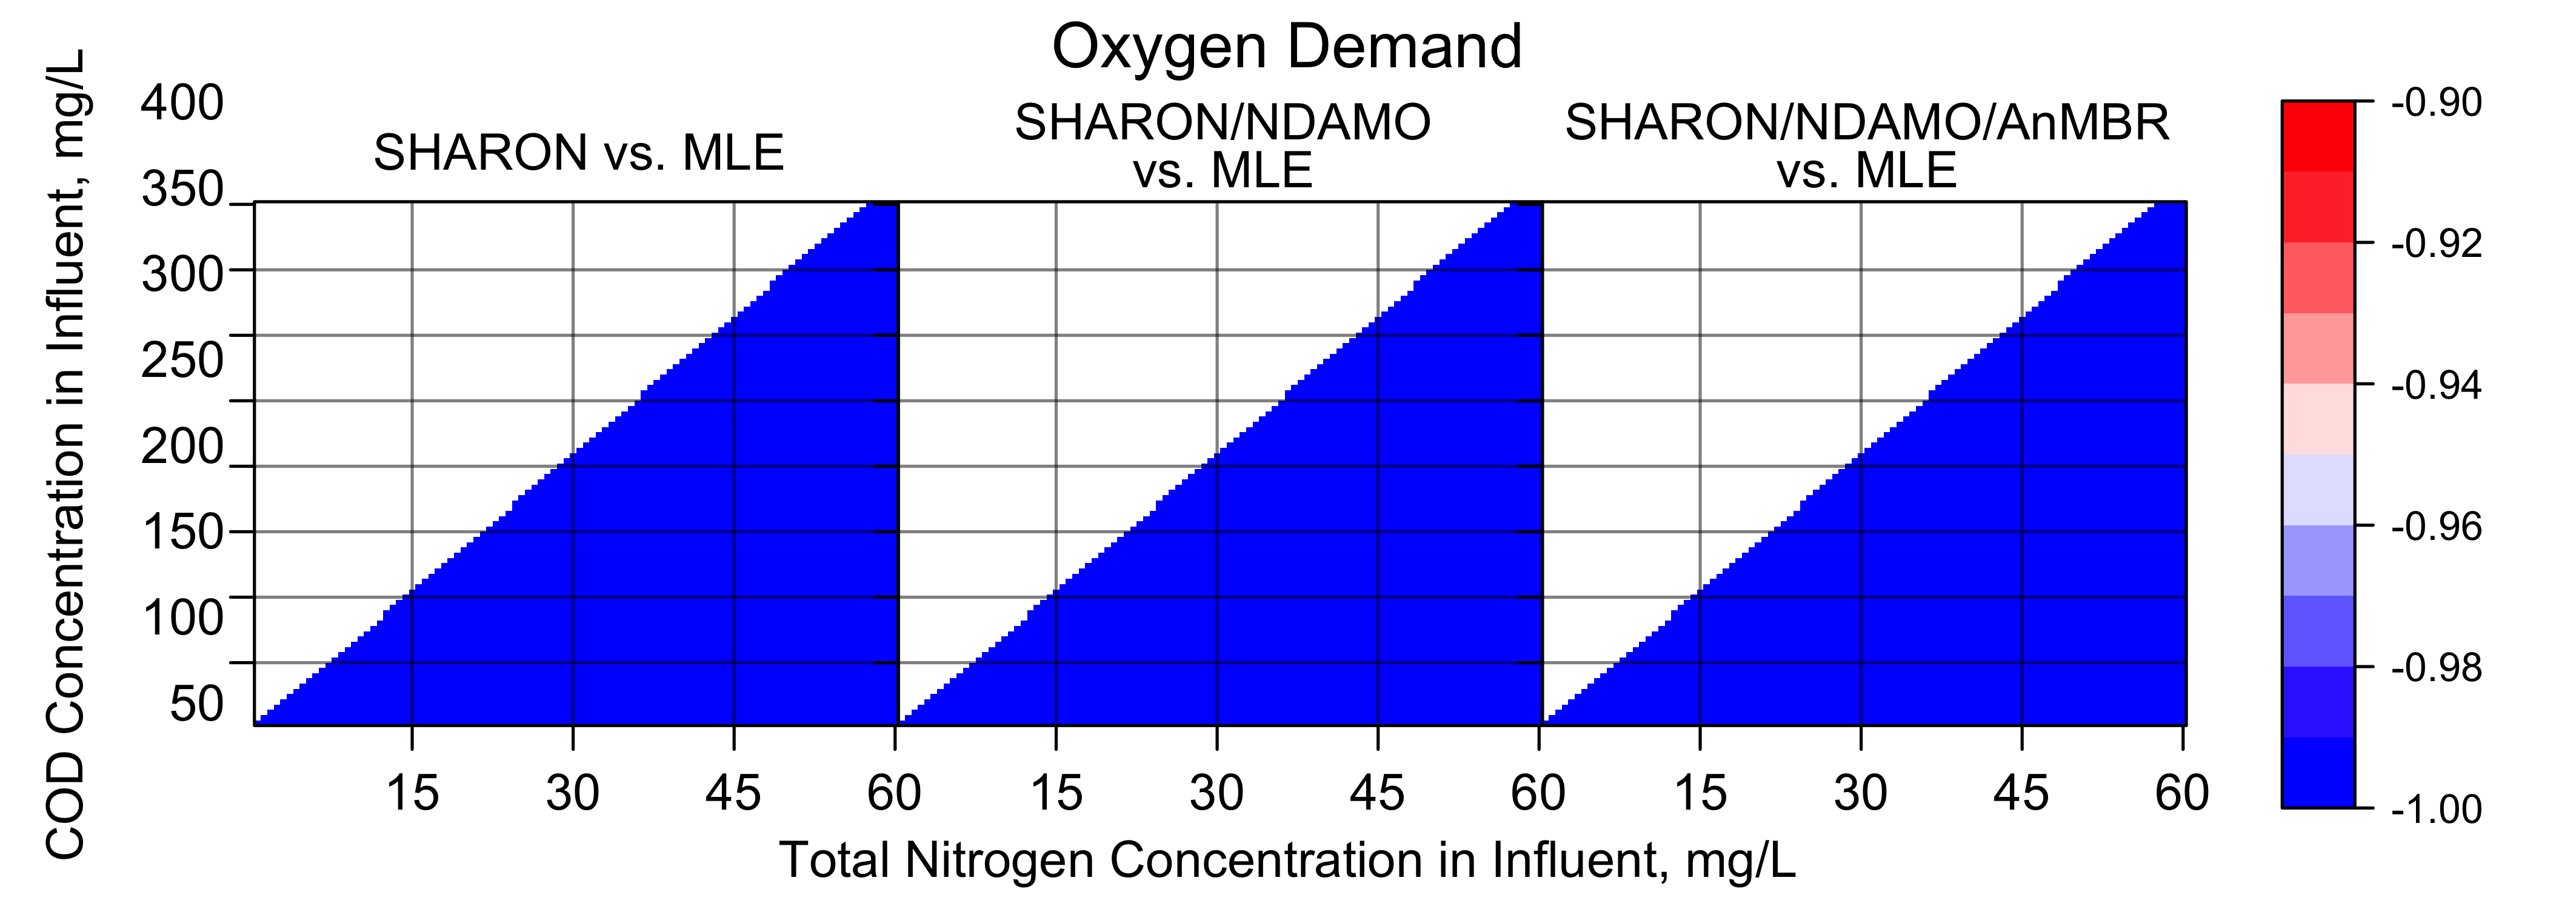 Oxygen Demand
SHARON vs. MLE
SHARON/NDAMO
vs. MLE
SHARON/NDAMO/AnMBR
vs. MLE
COD Concentration in Influent, mg/L
400
350
300
250
200
150
100
50
15 30 45 60 15 30 45 60 15 30 45 60
Total Nitrogen Concentration in Influent, mg/L
-0.90
-0.92
-0.94
-0.96
-0.98
-1.00